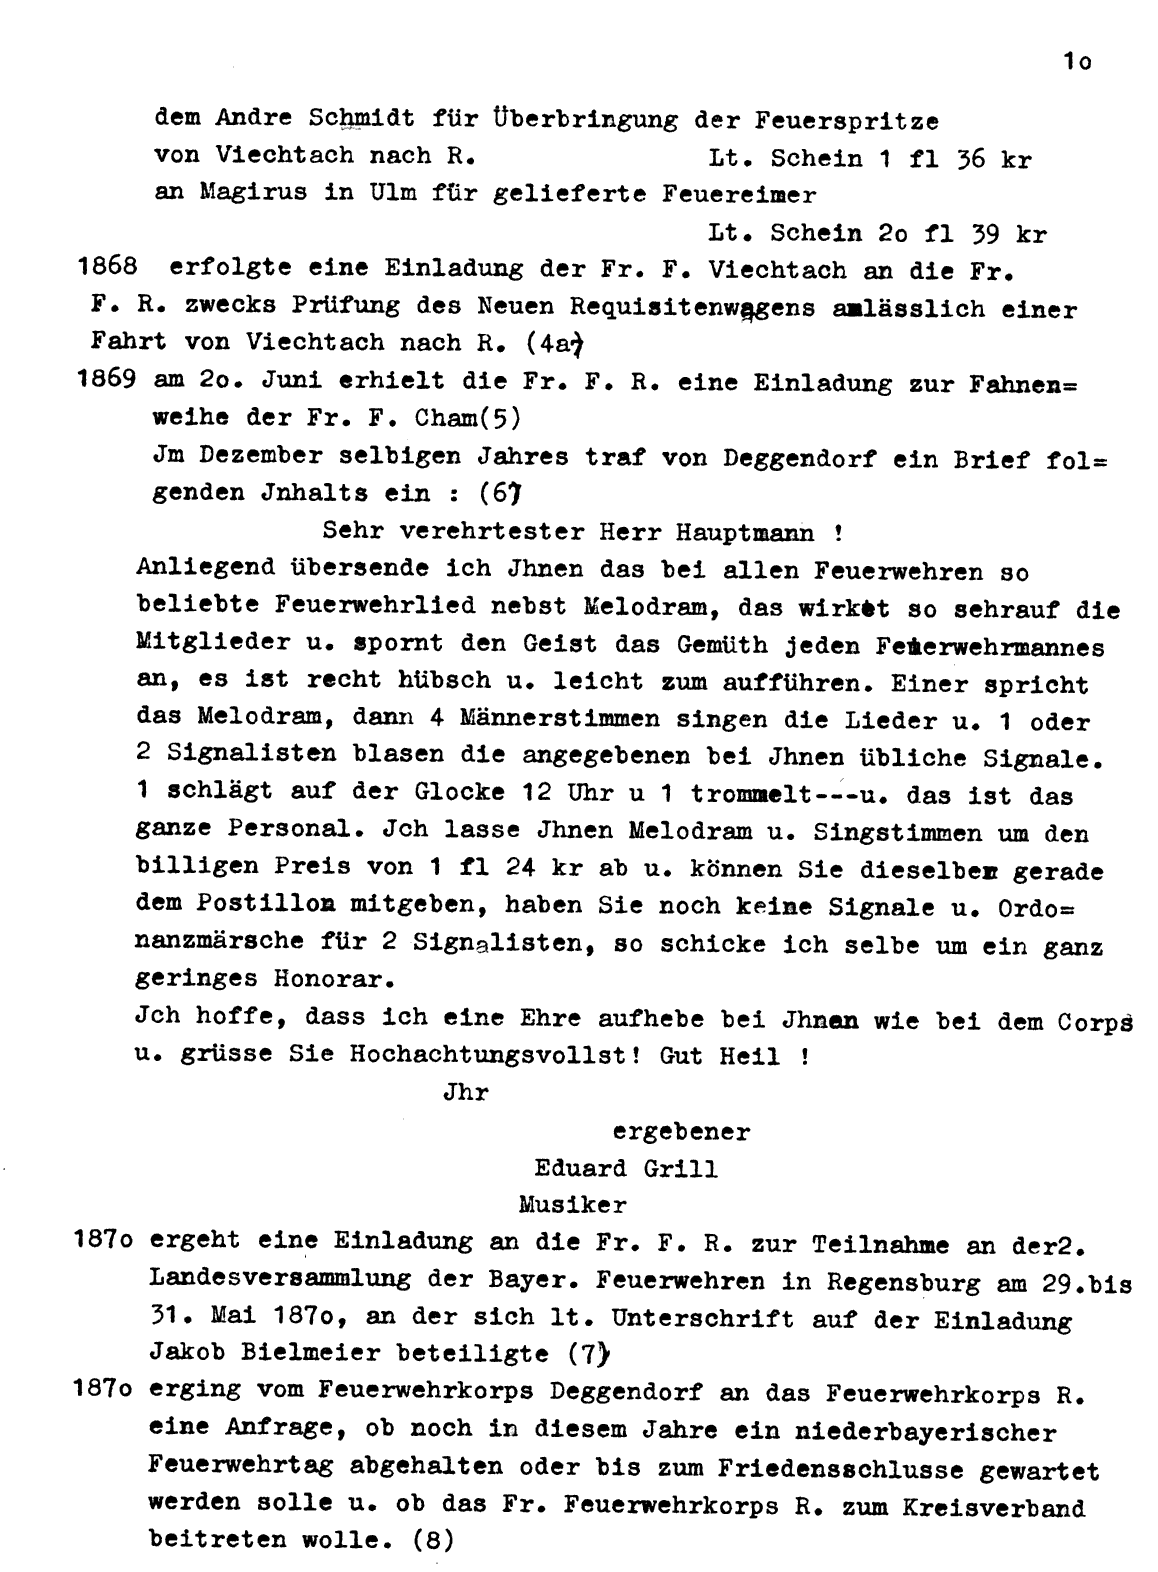 1o
dem Andre Schmidt für Überbringung der Feuerspritze
von Viechtach nach R. Lt. Schein 1 fl 36 kr
an Magirus in Ulm für gelieferte Feuereimer
Lt. Schein 2o fl 39 kr
1868 erfolgte eine Einladung der Fr. F. Viechtach an die Fr.
F. R. zwecks Prüfung des Neuen Requisitenwagens anlässlich einer
Fahrt von Viechtach nach R. (4a)
1869 am 2o. Juni erhielt die Fr. F. R. eine Einladung zur Fahnen=
weihe der Fr. F. Cham(5)
Jm Dezember selbigen Jahres traf von Deggendorf ein Brief fol=
genden Jnhalts ein : (6)
Sehr verehrtester Herr Hauptmann !
Anliegend übersende ich Jhnen das bei allen Feuerwehren so
beliebte Feuerwehrlied nebst Melodram, das wirket so sehrauf die
Mitglieder u. spornt den Geist das Gemüth jeden Feuerwehrmannes
an, es ist recht hübsch u. leicht zum aufführen. Einer spricht
das Melodram, dann 4 Männerstimmen singen die Lieder u. 1 oder
2 Signalisten blasen die angegebenen bei Jhnen übliche Signale.
1 schlägt auf der Glocke 12 Uhr u 1 trommelt---u. das ist das
ganze Personal. Jch lasse Jhnen Melodram u. Singstimmen um den
billigen Preis von 1 fl 24 kr ab u. können Sie dieselben gerade
dem Postillon mitgeben, haben Sie noch keine Signale u. Ordo=
nanzmärsche für 2 Signalisten, so schicke ich selbe um ein ganz
geringes Honorar.
Jch hoffe, dass ich eine Ehre aufhebe bei Jhnen wie bei dem Corps
u. grüsse Sie Hochachtungsvollst! Gut Heil !
Jhr
ergebener
Eduard Grill
Musiker
187o ergeht eine Einladung an die Fr. F. R. zur Teilnahme an der2.
Landesversammlung der Bayer. Feuerwehren in Regensburg am 29.bis
31. Mai 187o, an der sich lt. Unterschrift auf der Einladung
Jakob Bielmeier beteiligte (7)
187o erging vom Feuerwehrkorps Deggendorf an das Feuerwehrkorps R.
eine Anfrage, ob noch in diesem Jahre ein niederbayerischer
Feuerwehrtag abgehalten oder bis zum Friedensschlusse gewartet
werden solle u. ob das Fr. Feuerwehrkorps R. zum Kreisverband
beitreten wolle. (8)